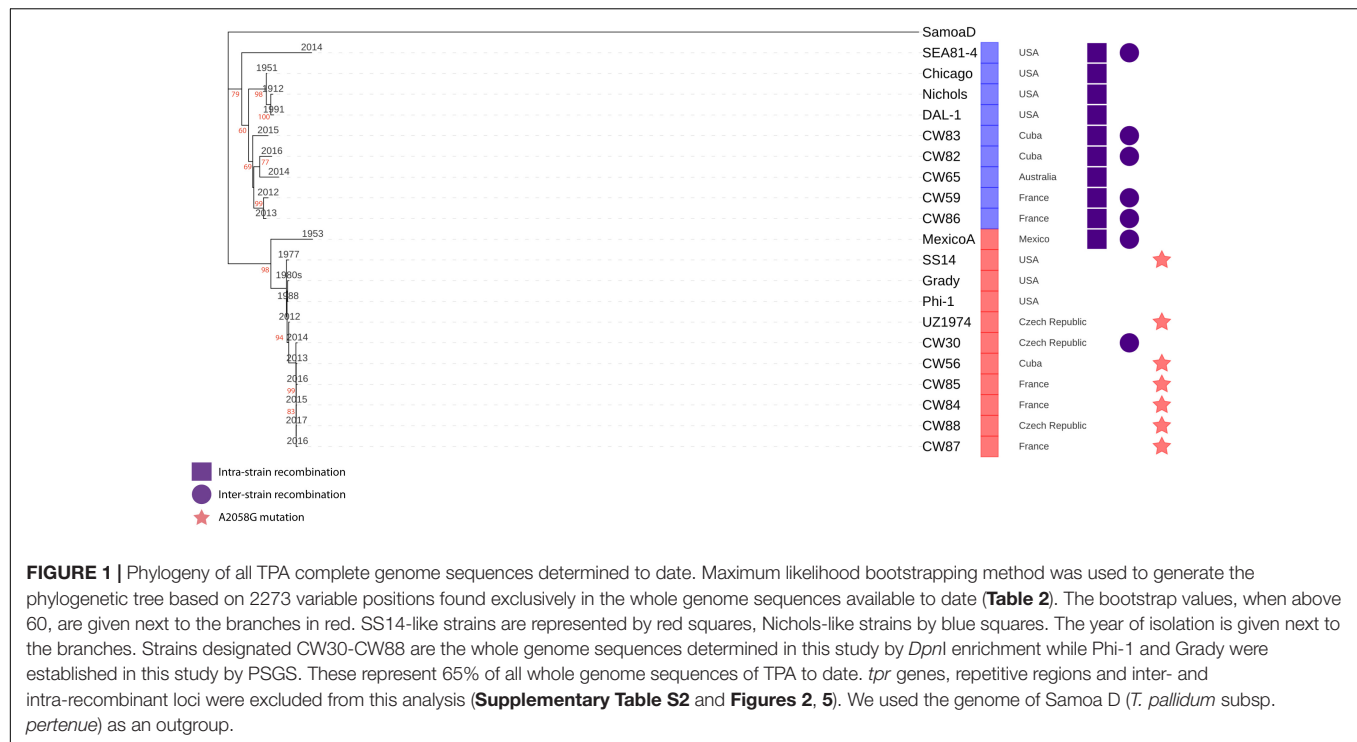 SamoaD
2014 SEA81-4 USA
1951 Chicago USA
79 98 1912 Nichols USA
100 1991 DAL-1 USA
60 2015 CW83 Cuba
69 77 2016 CW82 Cuba
2014 CW65 Australia
99 2012 CW59 France
2013 CW86 France
1953 MexicoA Mexico
98 1977 SS14 USA
1980s Grady USA
1988 Phi-1 USA
2012 UZ1974 Czech Republic
94 2014 CW30 Czech Republic
2013 CW56 Cuba
2016 CW85 France
99 2015 CW84 France
83 2017 CW88 Czech Republic
2016 CW87 France
Intra-strain recombination
Inter-strain recombination
A2058G mutation
FIGURE 1 | Phylogeny of all TPA complete genome sequences determined to date. Maximum likelihood bootstrapping method was used to generate the
phylogenetic tree based on 2273 variable positions found exclusively in the whole genome sequences available to date (Table 2). The bootstrap values, when above
60, are given next to the branches in red. SS14-like strains are represented by red squares, Nichols-like strains by blue squares. The year of isolation is given next to
the branches. Strains designated CW30-CW88 are the whole genome sequences determined in this study by DpnI enrichment while Phi-1 and Grady were
established in this study by PSGS. These represent 65% of all whole genome sequences of TPA to date. tpr genes, repetitive regions and inter- and
intra-recombinant loci were excluded from this analysis (Supplementary Table S2 and Figures 2, 5). We used the genome of Samoa D (T. pallidum subsp.
pertenue) as an outgroup.